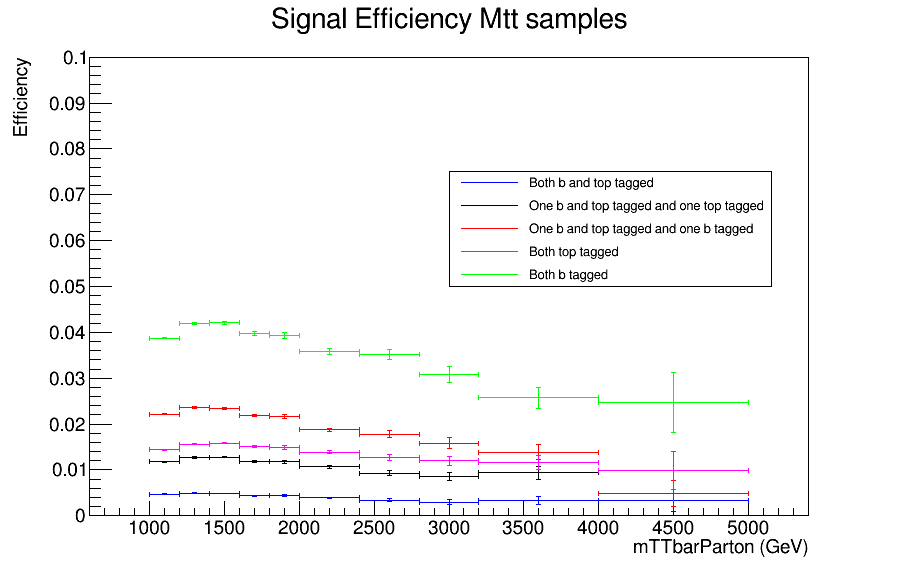 Signal Efficiency Mtt samples
Efficiency
0.1
0.09
0.08
0.07
0.06
0.05
0.04
0.03
0.02
0.01
0
Both b and top tagged
One b and top tagged and one top tagged
One b and top tagged and one b tagged
Both top tagged
Both b tagged
1000 1500 2000 2500 3000 3500 4000 4500 5000
mTTbarParton (GeV)